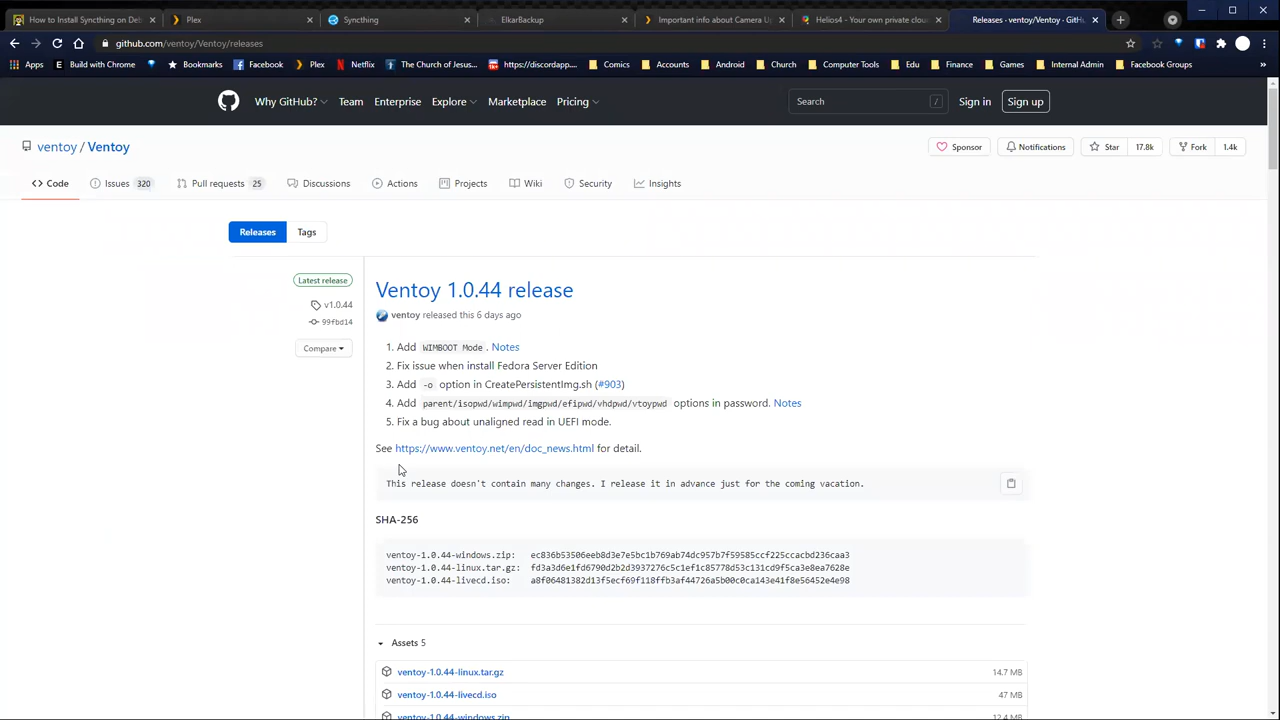 How to Install Syncthing on Deb
Plex
Syncthing
ElkarBackup
Important info about Camera U
Helios4 - Your own private clou
Releases - ventoy/Ventoy · GitH
github.com/ventoy/Ventoy/releases
Apps
Build with Chrome
Bookmarks
Facebook
Plex
Netflix
The Church of Jesus...
https://discordapp....
Comics
Accounts
Android
Church
Computer Tools
Edu
Finance
Games
Internal Admin
Facebook Groups
»
Why GitHub?
Team
Enterprise
Explore
Marketplace
Pricing
Search
/
Sign in
Sign up
ventoy / Ventoy
Sponsor
Notifications
Star 17.8k
Fork 1.4k
<> Code
Issues 320
Pull requests 25
Discussions
Actions
Projects
Wiki
Security
Insights
Releases
Tags
Latest release
v1.0.44
99fbd14
Compare
Ventoy 1.0.44 release
ventoy released this 6 days ago
1. Add WIMBOOT Mode . Notes
2. Fix issue when install Fedora Server Edition
3. Add -o option in CreatePersistentImg.sh (#903)
4. Add parent/isopwd/wimpwd/imgpwd/efipwd/vhdpwd/vtoypwd options in password. Notes
5. Fix a bug about unaligned read in UEFI mode.
See https://www.ventoy.net/en/doc_news.html for detail.
This release doesn't contain many changes. I release it in advance just for the coming vacation.
SHA-256
ventoy-1.0.44-windows.zip: ec836b53506eeb8d3e7e5bc1b769ab74dc957b7f59585ccf225ccacbd236caa3
ventoy-1.0.44-linux.tar.gz: fd3a3d6e1fd6790d2b2d3937276c5c1ef1c85778d53c131cd9f5ca3e8ea7628e
ventoy-1.0.44-livecd.iso: a8f06481382d13f5ecf69f118ffb3af44726a5b00c0ca143e41f8e56452e4e98
Assets 5
ventoy-1.0.44-linux.tar.gz
14.7 MB
ventoy-1.0.44-livecd.iso
47 MB
ventoy-1.0.44-windows.zip
12.4 MB